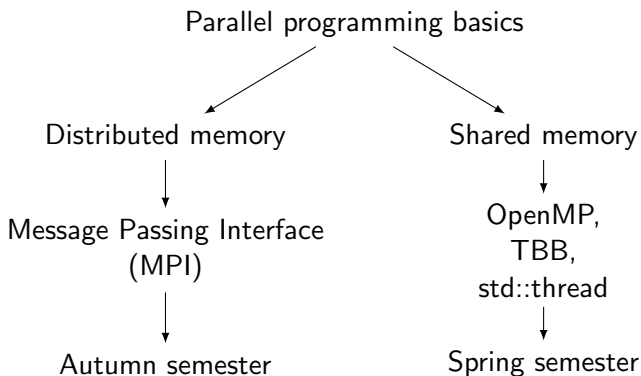 Parallel programming basics
Distributed memory
Shared memory
Message Passing Interface
(MPI)
OpenMP,
TBB,
std::thread
Autumn semester
Spring semester